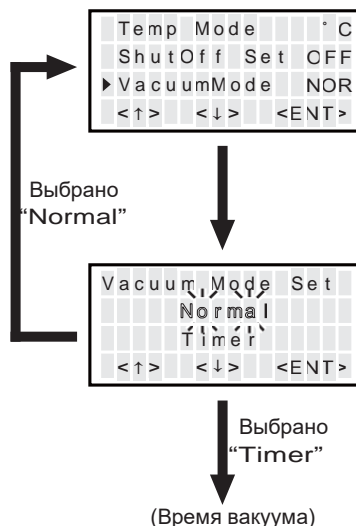 Temp Mode ° C
ShutOff Set OFF
▶ VacuumMode NOR
<↑> <↓> <ENT>
Выбрано
“Normal”
Vacuum Mode Set
Normal
Timer
<↑> <↓> <ENT>
Выбрано
“Timer”
(Время вакуума)